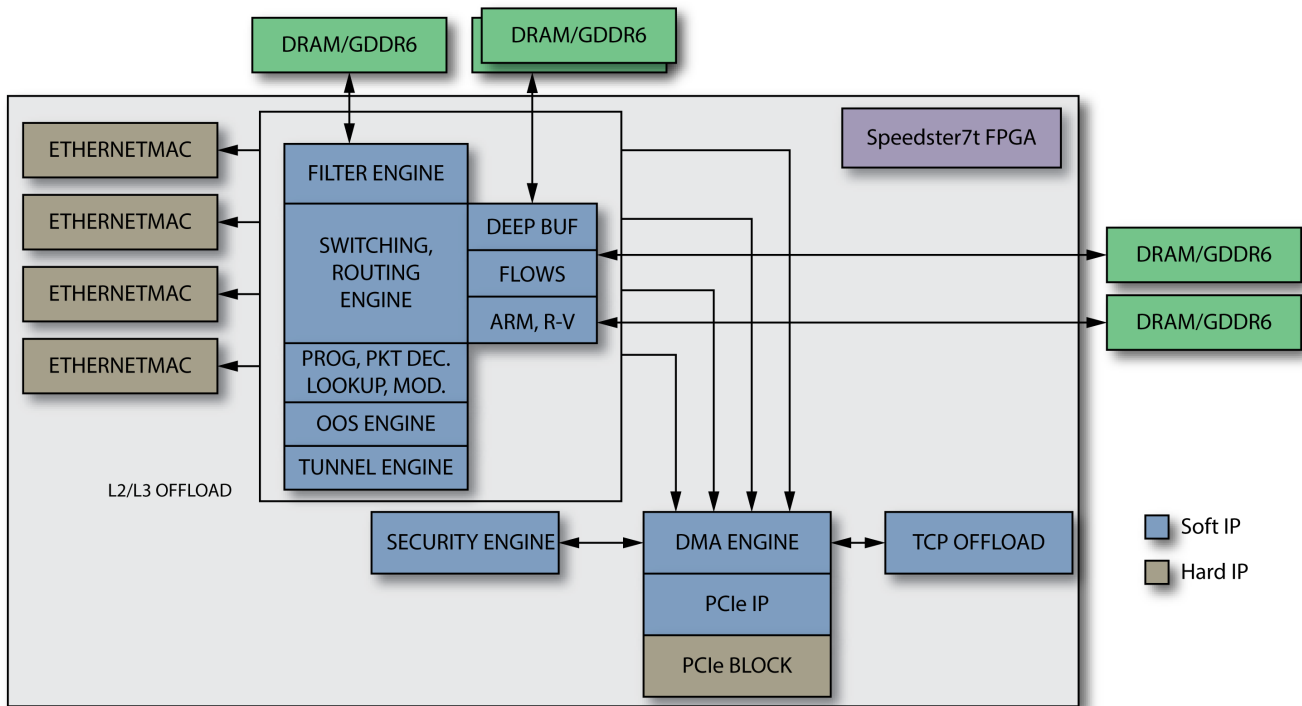 DRAM/GDDR6
DRAM/GDDR6
Speedster7t FPGA
ETHERNETMAC
ETHERNETMAC
ETHERNETMAC
ETHERNETMAC
FILTER ENGINE
SWITCHING,
ROUTING
ENGINE
DEEP BUF
FLOWS
ARM, R-V
PROG, PKT DEC.
LOOKUP, MOD.
OOS ENGINE
TUNNEL ENGINE
DRAM/GDDR6
DRAM/GDDR6
L2/L3 OFFLOAD
SECURITY ENGINE
DMA ENGINE
TCP OFFLOAD
PCIe IP
PCIe BLOCK
Soft IP
Hard IP